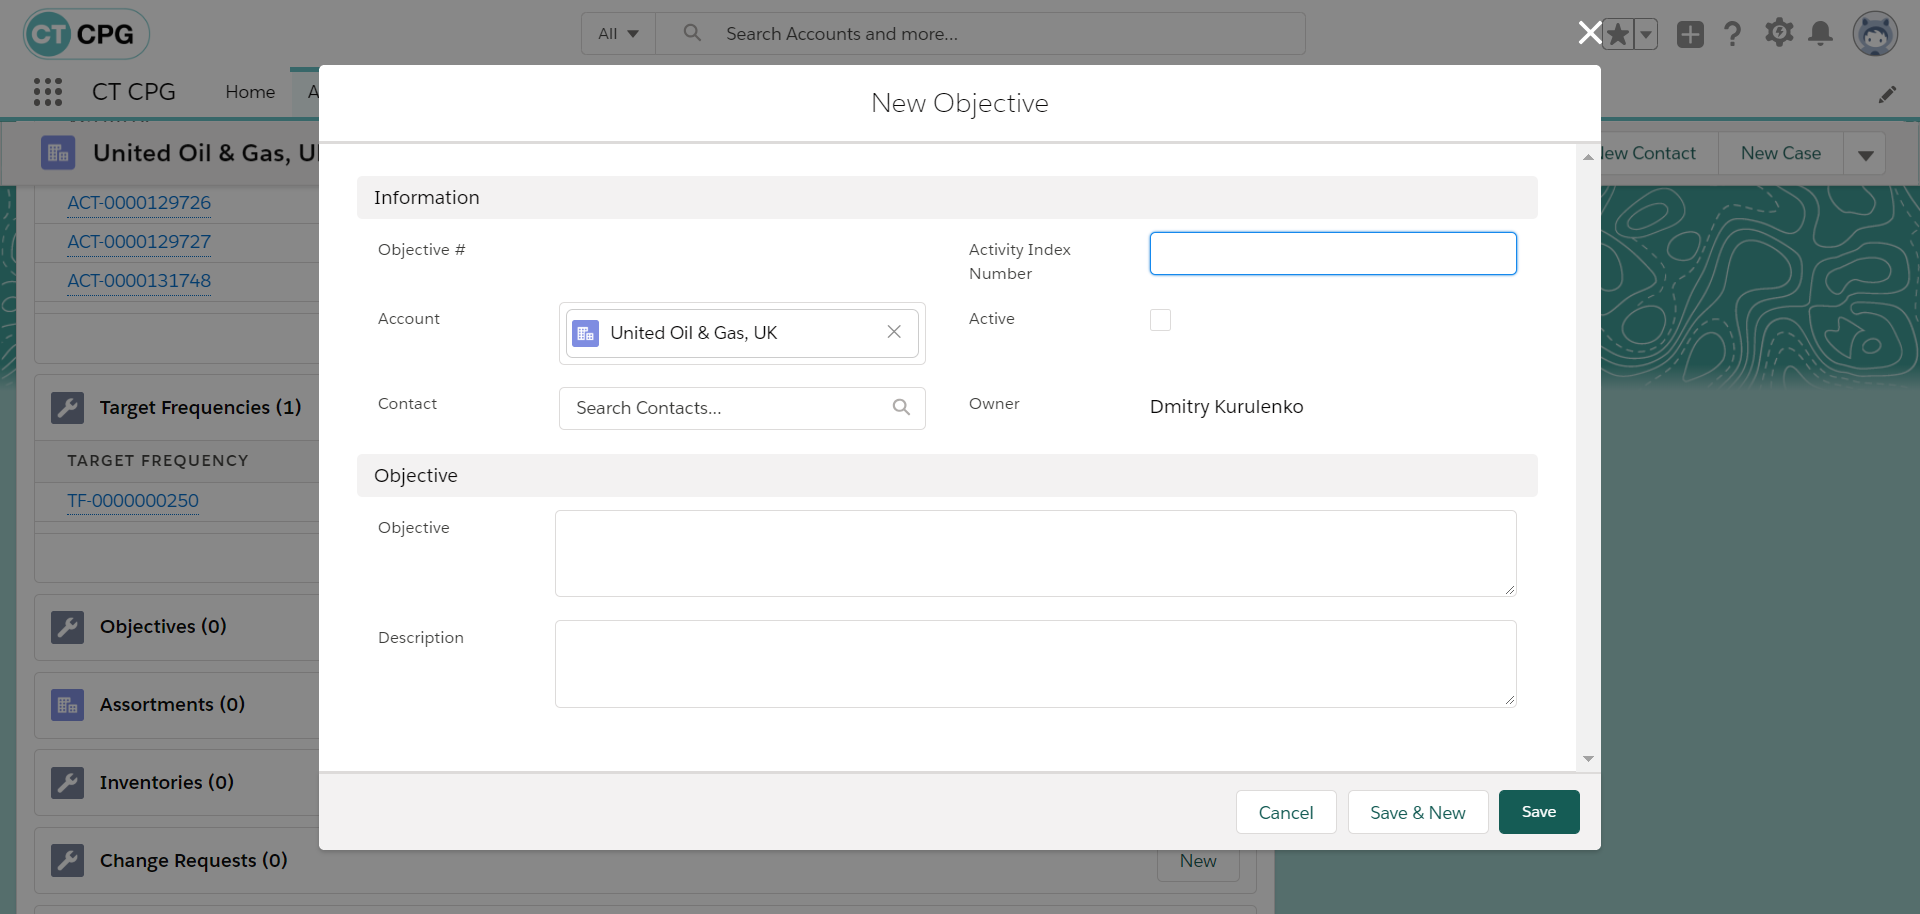 CT CPG
All
Search Accounts and more...
CT CPG
Home
A
New Objective
United Oil & Gas, U
New Contact
New Case
ACT-0000129726
ACT-0000129727
ACT-0000131748
Target Frequencies (1)
TARGET FREQUENCY
TF-0000000250
Objectives (0)
Assortments (0)
Inventories (0)
Change Requests (0)
New
Information
Objective #
Activity Index
Number
Account
United Oil & Gas, UK
Active
Contact
Search Contacts...
Owner
Dmitry Kurulenko
Objective
Objective
Description
Cancel
Save & New
Save